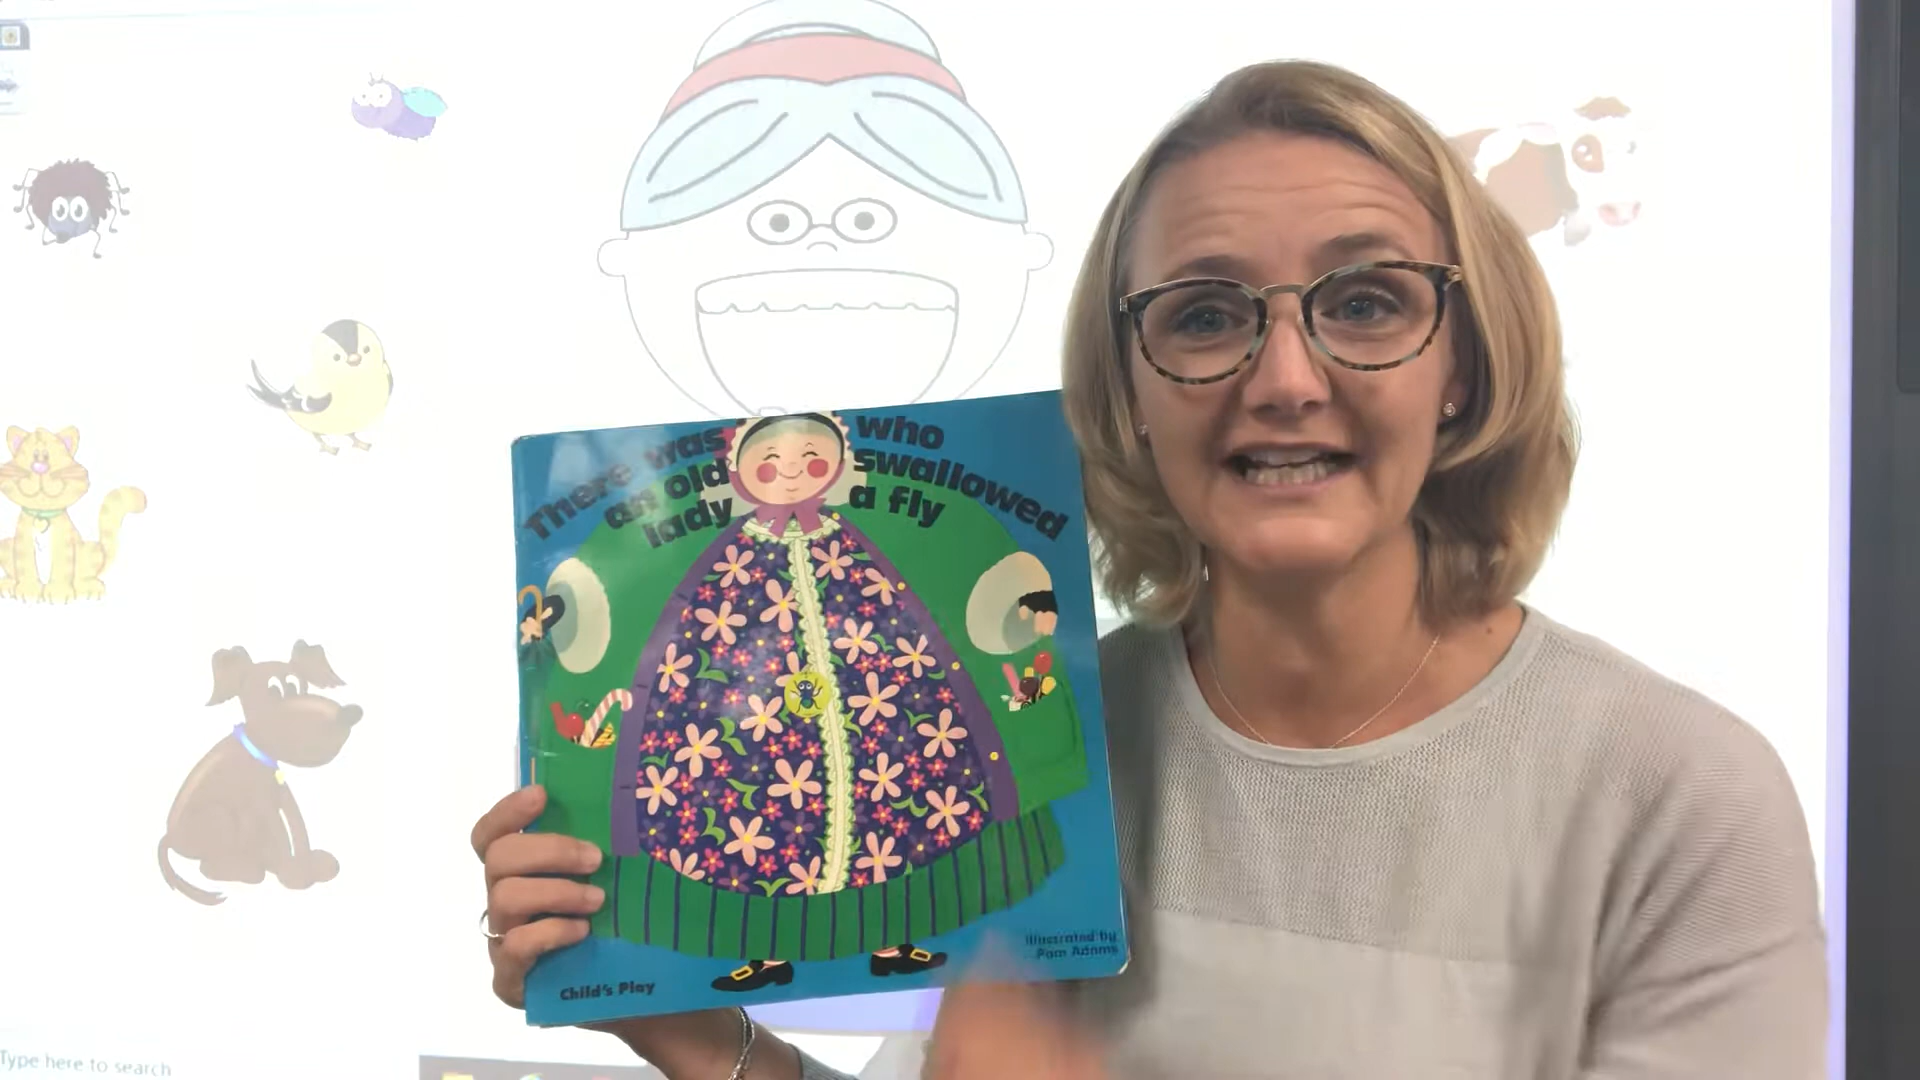 There was
an old
lady
who
swallowed
a fly
illustrated by
Pam Adams
Child's Play
Type here to search